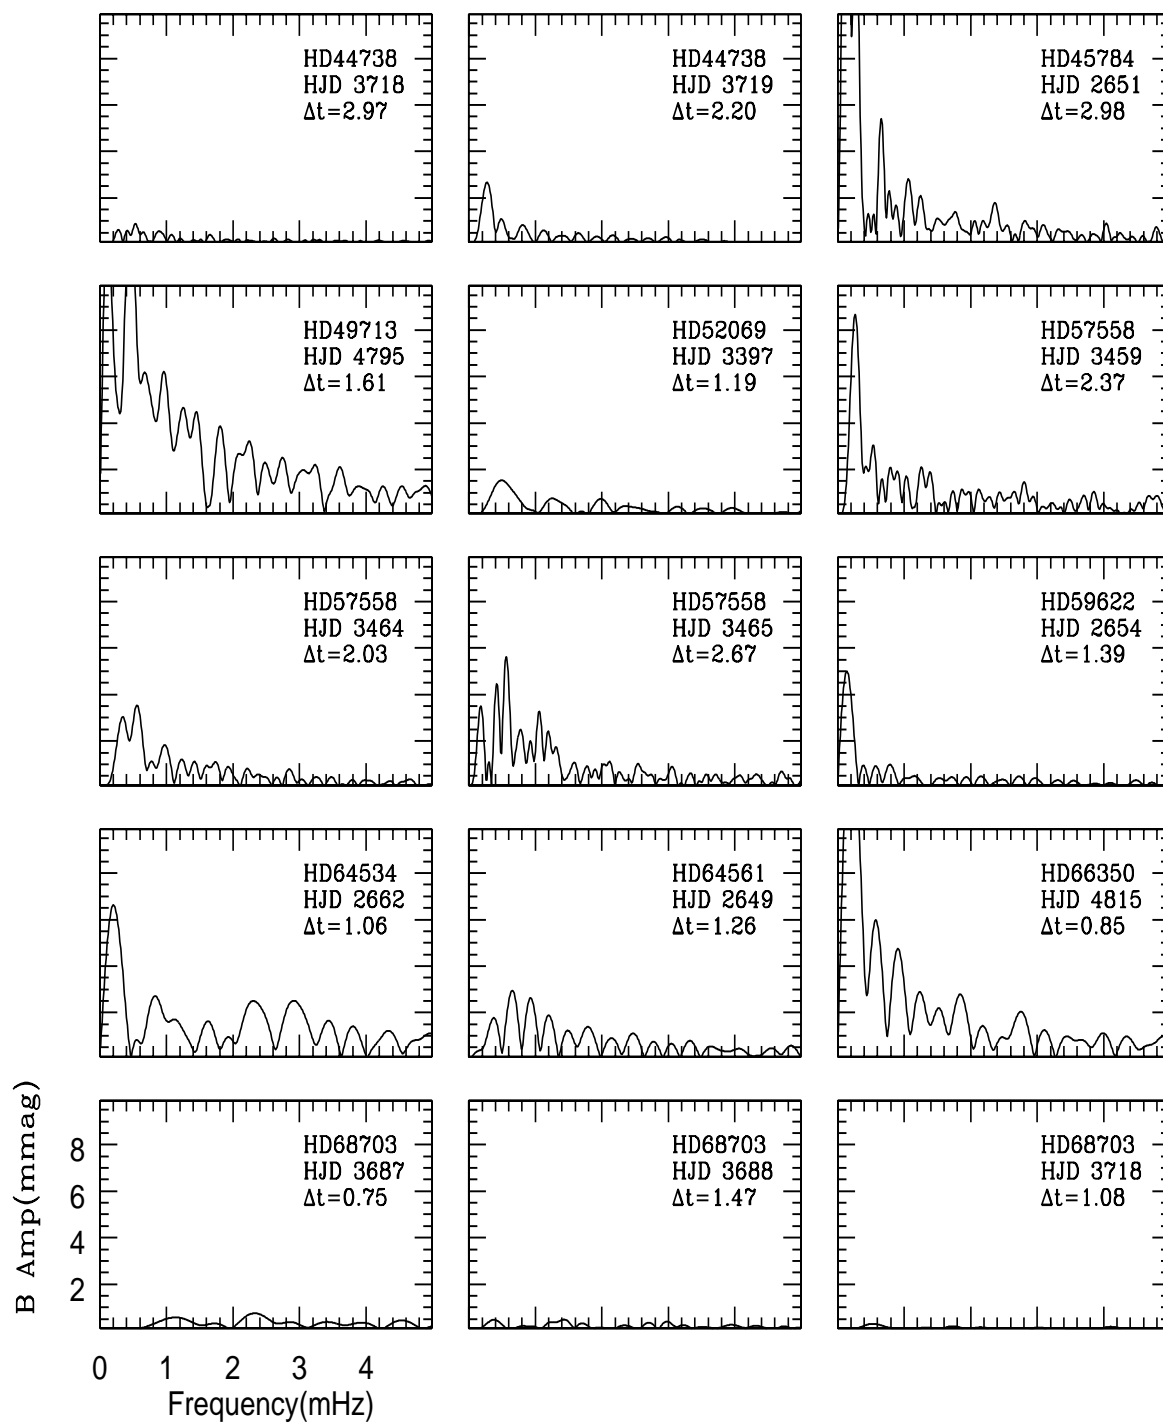 HD44738
HJD 3718
Δt=2.97
HD44738
HJD 3719
Δt=2.20
HD45784
HJD 2651
Δt=2.98
HD49713
HJD 4795
Δt=1.61
HD52069
HJD 3397
Δt=1.19
HD57558
HJD 3459
Δt=2.37
HD57558
HJD 3464
Δt=2.03
HD57558
HJD 3465
Δt=2.67
HD59622
HJD 2654
Δt=1.39
HD64534
HJD 2662
Δt=1.06
HD64561
HJD 2649
Δt=1.26
HD66350
HJD 4815
Δt=0.85
B Amp(mmag)
8
6
4
2
HD68703
HJD 3687
Δt=0.75
HD68703
HJD 3688
Δt=1.47
HD68703
HJD 3718
Δt=1.08
0 1 2 3 4
Frequency(mHz)